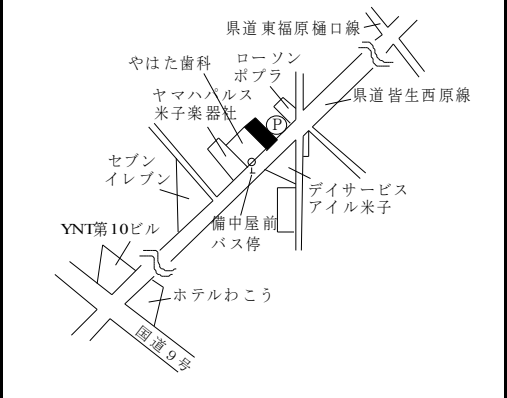 県道東福原樋口線
やはた歯科
ローソン
ポプラ
ヤマハパルス
米子楽器社
県道皆生西原線
P
セブン
イレブン
デイサービス
アイル米子
備中屋前
バス停
YNT第10ビル
ホテルわこう
国道9号